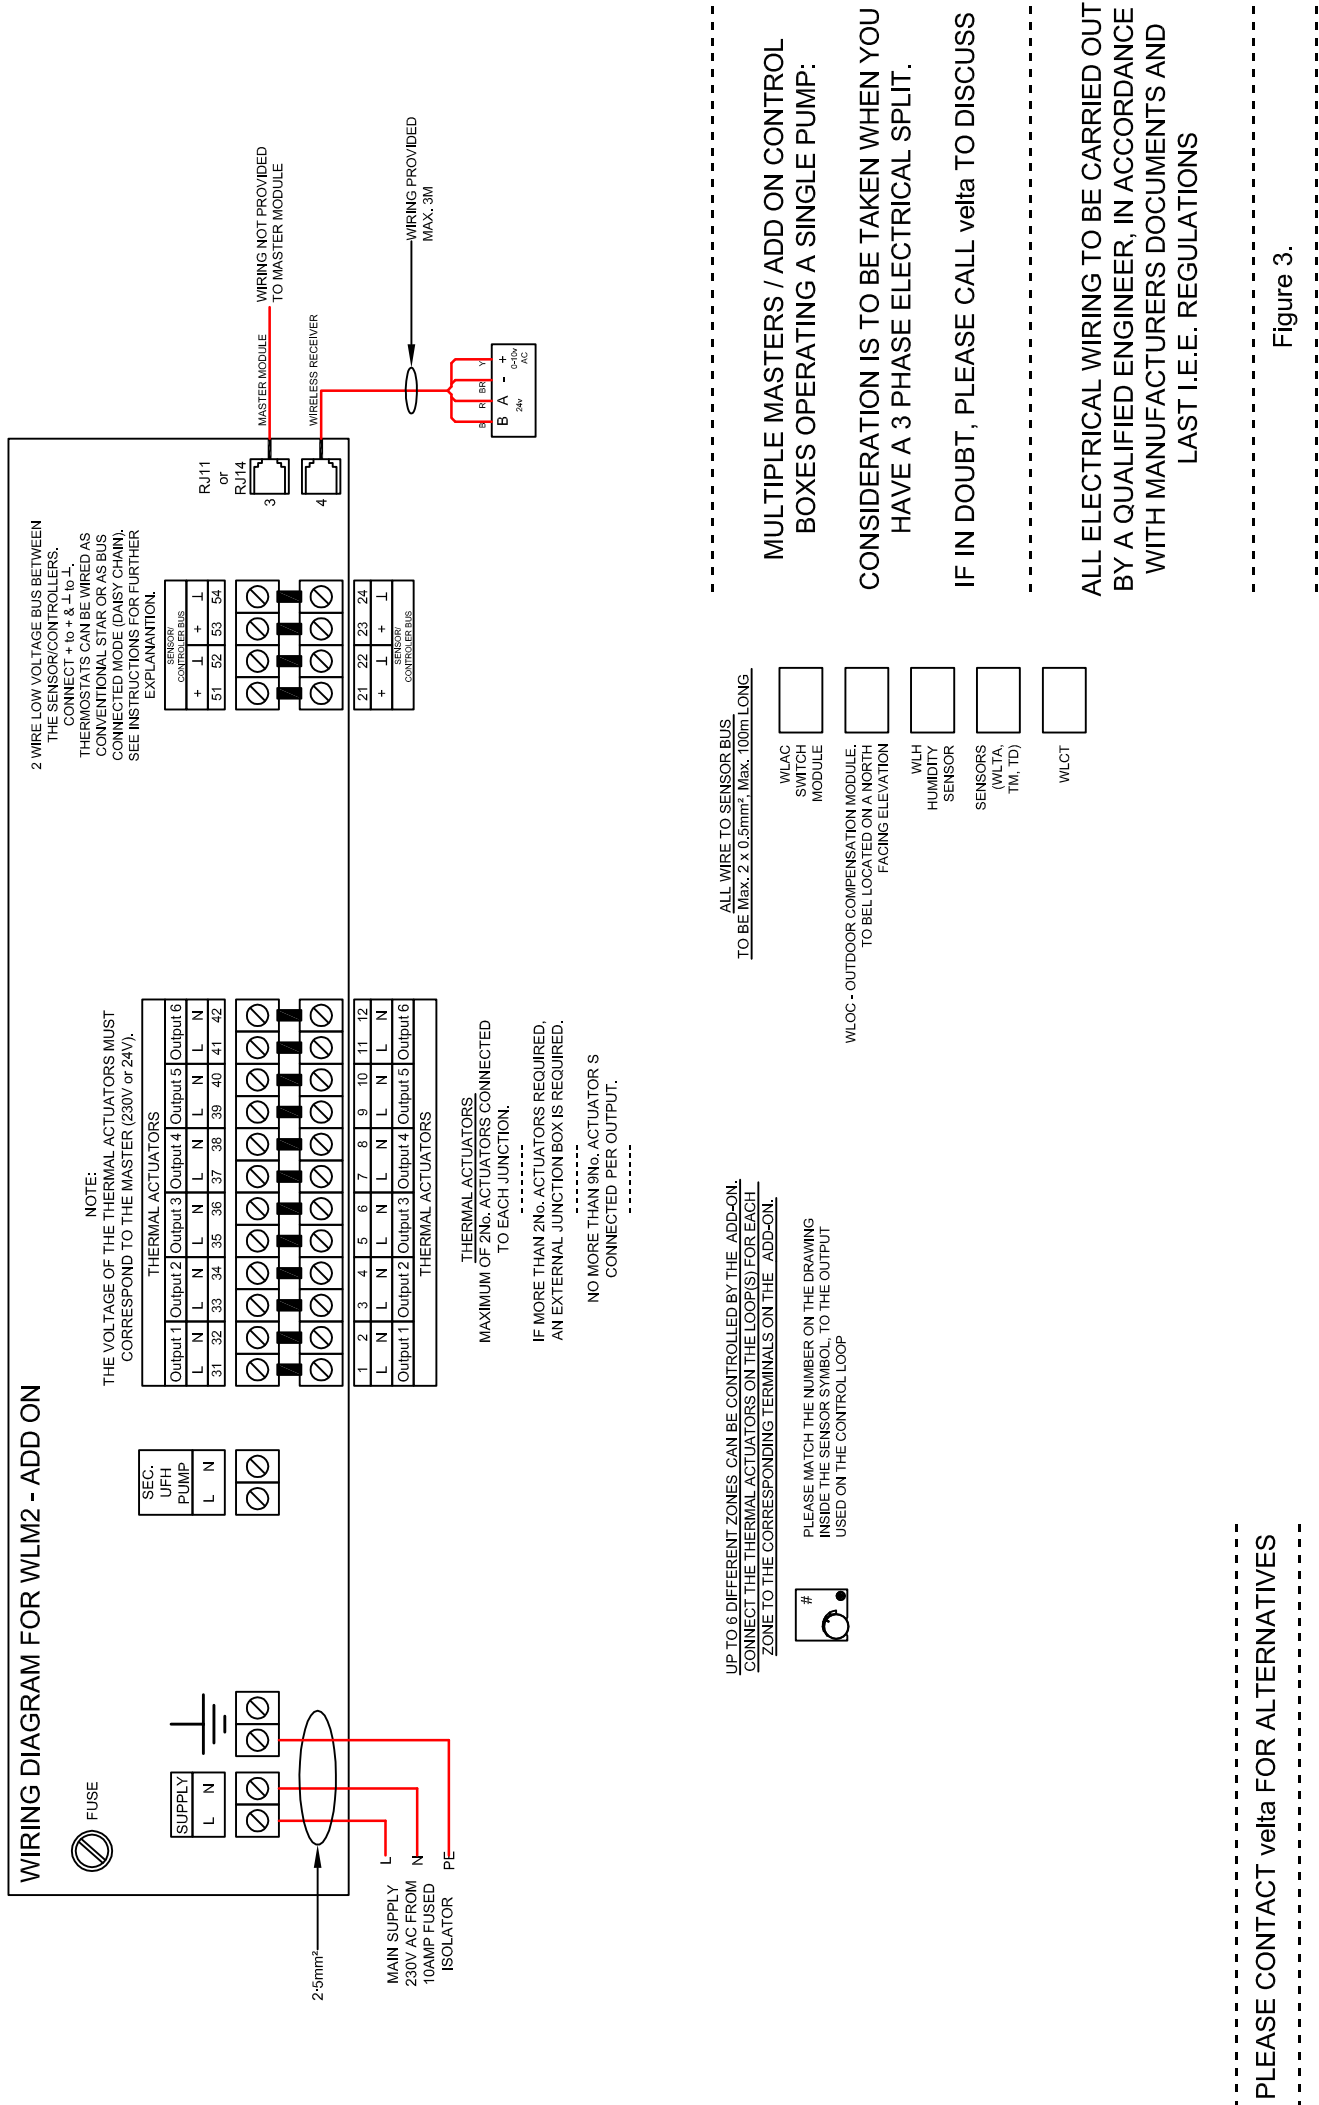 WIRING DIAGRAM FOR WLM2 - ADD ON
FUSE
SUPPLY
L N
2·5mm²
MAIN SUPPLY
230V AC FROM
10AMP FUSED
ISOLATOR
L
N
PE
SEC.
UFH
PUMP
L N
NOTE:
THE VOLTAGE OF THE THERMAL ACTUATORS MUST
CORRESPOND TO THE MASTER (230V or 24V).
THERMAL ACTUATORS
Output 1 Output 2 Output 3 Output 4 Output 5 Output 6
L N L N L N L N L N L N
31 32 33 34 35 36 37 38 39 40 41 42
1 2 3 4 5 6 7 8 9 10 11 12
L N L N L N L N L N L N
Output 1 Output 2 Output 3 Output 4 Output 5 Output 6
THERMAL ACTUATORS
THERMAL ACTUATORS
MAXIMUM OF 2No. ACTUATORS CONNECTED
TO EACH JUNCTION.
IF MORE THAN 2No. ACTUATORS REQUIRED,
AN EXTERNAL JUNCTION BOX IS REQUIRED.
NO MORE THAN 9No. ACTUATOR S
CONNECTED PER OUTPUT.
2 WIRE LOW VOLTAGE BUS BETWEEN
THE SENSOR/CONTROLLERS.
CONNECT + to + & ⊥ to ⊥.
THERMOSTATS CAN BE WIRED AS
CONVENTIONAL STAR OR AS BUS
CONNECTED MODE (DAISY CHAIN).
SEE INSTRUCTIONS FOR FURTHER
EXPLANANTION.
SENSOR/
CONTROLER BUS
+ ⊥ + ⊥
51 52 53 54
21 22 23 24
+ ⊥ + ⊥
SENSOR/
CONTROLER BUS
RJ11
or
RJ14
3
4
MASTER MODULE
WIRING NOT PROVIDED
TO MASTER MODULE
WIRELESS RECEIVER
WIRING PROVIDED
MAX. 3M
B R BR Y
B A - +
24v
0-10v
AC
UP TO 6 DIFFERENT ZONES CAN BE CONTROLLED BY THE ADD-ON.
CONNECT THE THERMAL ACTUATORS ON THE LOOP(S) FOR EACH
ZONE TO THE CORRESPONDING TERMINALS ON THE ADD-ON.
#
PLEASE MATCH THE NUMBER ON THE DRAWING
INSIDE THE SENSOR SYMBOL, TO THE OUTPUT
USED ON THE CONTROL LOOP
ALL WIRE TO SENSOR BUS
TO BE Max. 2 x 0.5mm², Max. 100m LONG
WLAC
SWITCH
MODULE
WLOC - OUTDOOR COMPENSATION MODULE.
TO BEL LOCATED ON A NORTH
FACING ELEVATION
WLH
HUMIDITY
SENSOR
SENSORS
(WLTA,
TM, TD)
WLCT
MULTIPLE MASTERS / ADD ON CONTROL
BOXES OPERATING A SINGLE PUMP:
CONSIDERATION IS TO BE TAKEN WHEN YOU
HAVE A 3 PHASE ELECTRICAL SPLIT.
IF IN DOUBT, PLEASE CALL velta TO DISCUSS
ALL ELECTRICAL WIRING TO BE CARRIED OUT
BY A QUALIFIED ENGINEER, IN ACCORDANCE
WITH MANUFACTURERS DOCUMENTS AND
LAST I.E.E. REGULATIONS
PLEASE CONTACT velta FOR ALTERNATIVES
Figure 3.